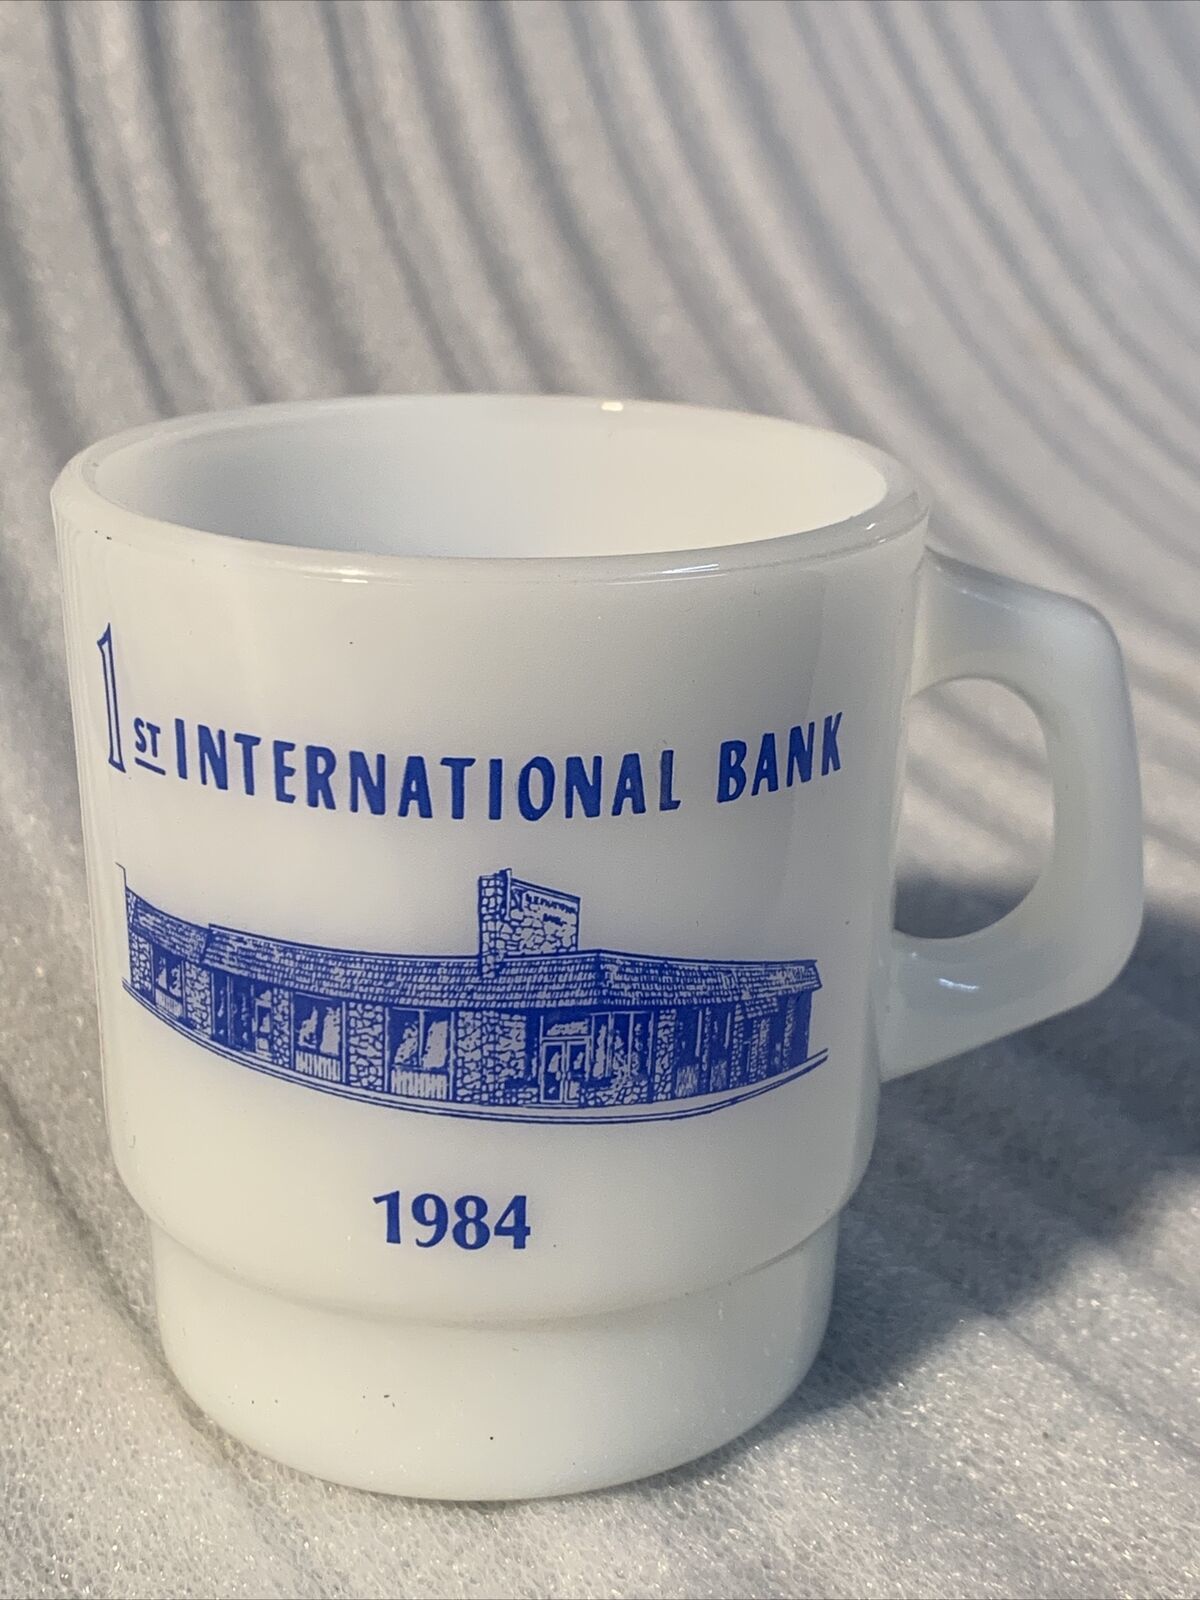 1ST INTERNATIONAL BANK
1984